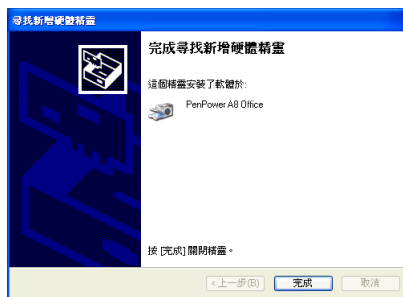 尋找新增硬體精靈
完成尋找新增硬體精靈
這個精靈安裝了軟體於:
PenPower A8 Office
按 [完成] 關閉精靈。
<上一步(B)
完成
取消